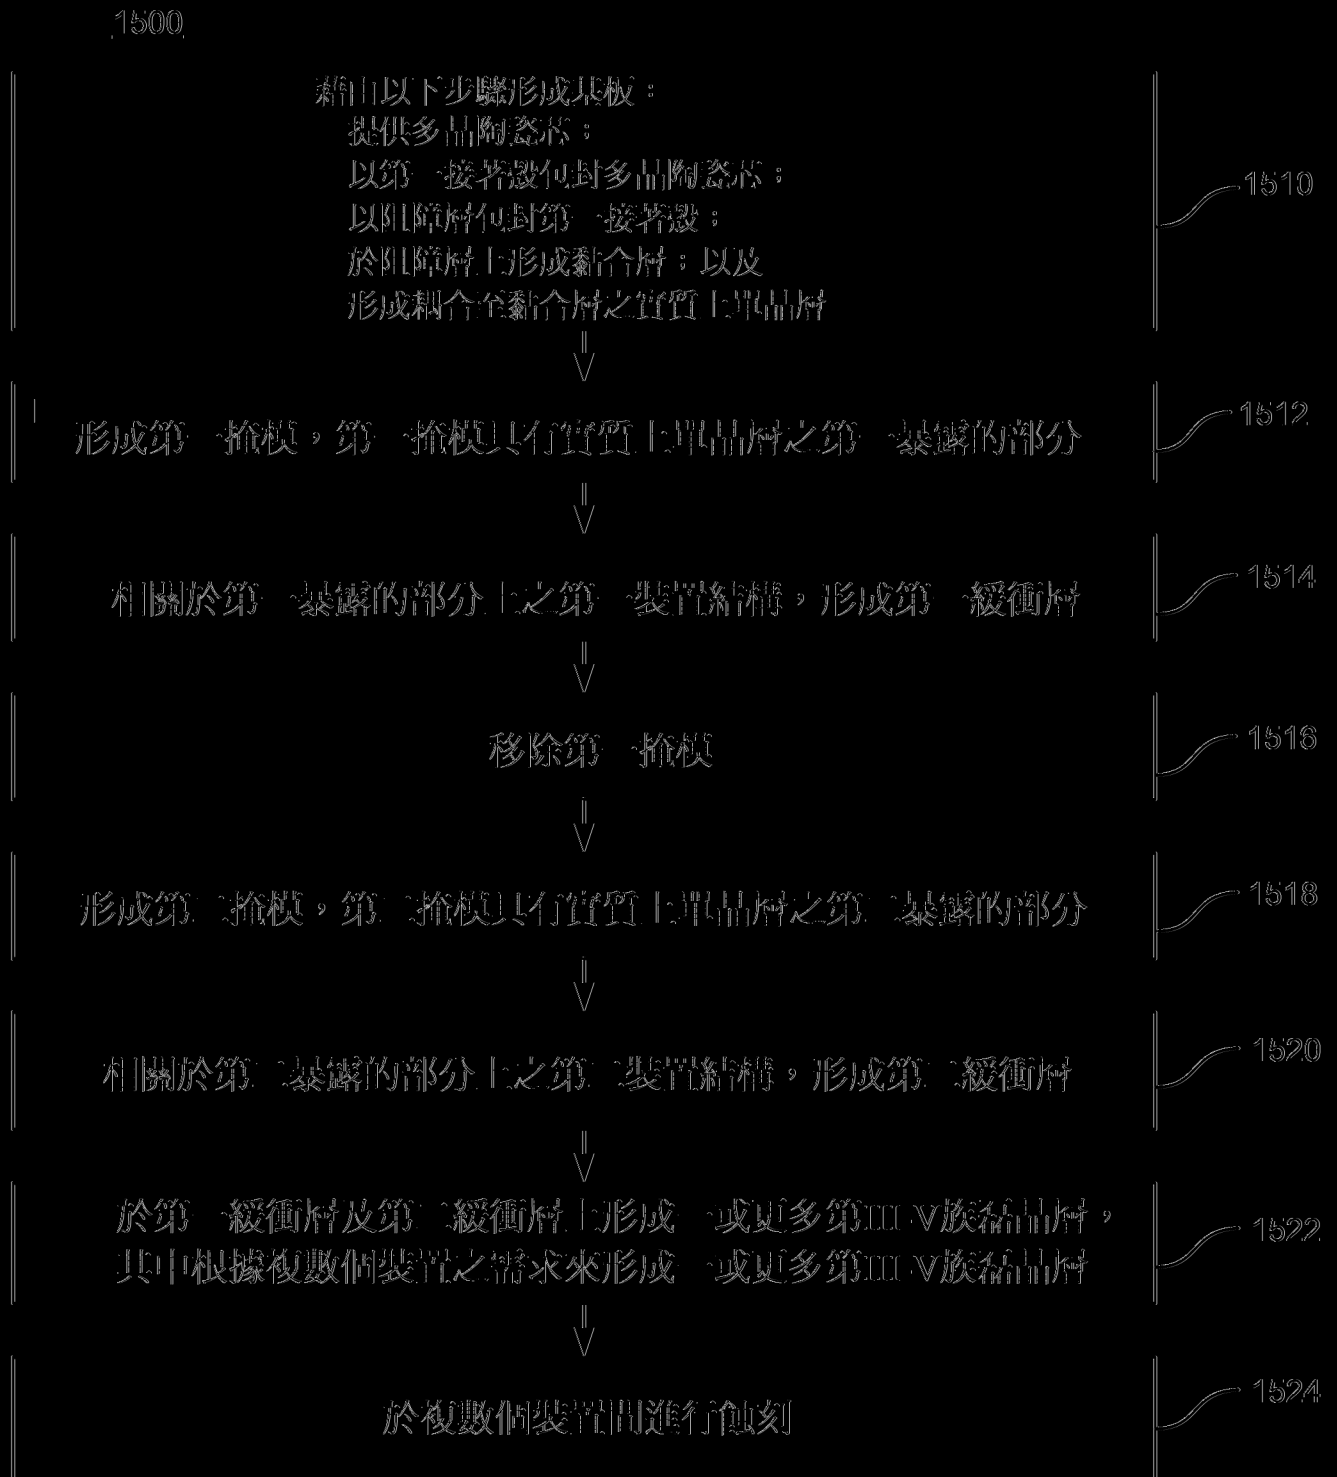 1500
藉由以下步驟形成基板：
提供多晶陶瓷芯；
以第一接著殼包封多晶陶瓷芯；
以阻障層包封第一接著殼；
於阻障層上形成黏合層；以及
形成耦合至黏合層之實質上單晶層
1510
形成第一掩模，第一掩模具有實質上單晶層之第一暴露的部分
1512
相關於第一暴露的部分上之第一裝置結構，形成第一緩衝層
1514
移除第一掩模
1516
形成第二掩模，第二掩模具有實質上單晶層之第二暴露的部分
1518
相關於第二暴露的部分上之第二裝置結構，形成第二緩衝層
1520
於第一緩衝層及第二緩衝層上形成一或更多第III-V族磊晶層，
其中根據複數個裝置之需求來形成一或更多第III-V族磊晶層
1522
於複數個裝置間進行蝕刻
1524